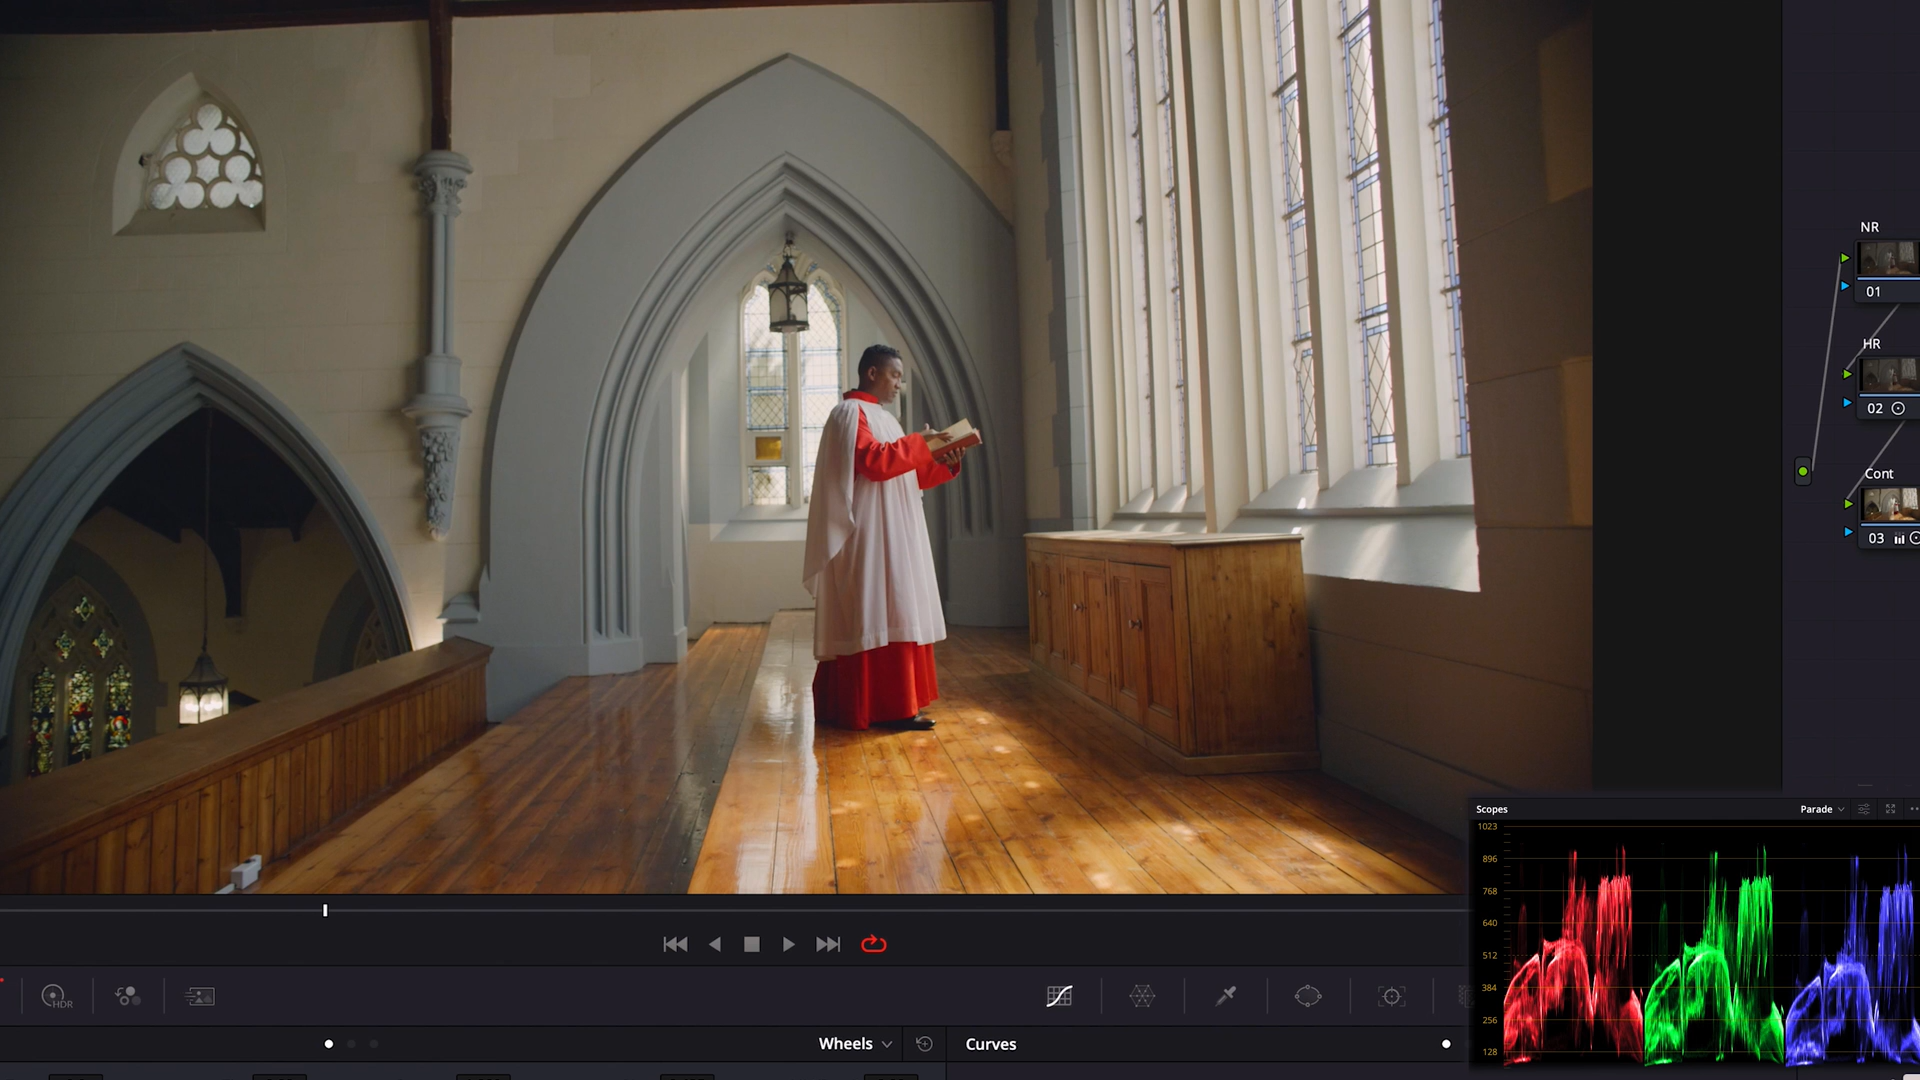 NR
01
HR
02
Cont
03
Scopes
Parade
1023
896
768
640
512
384
256
128
HDR
Wheels
Curves